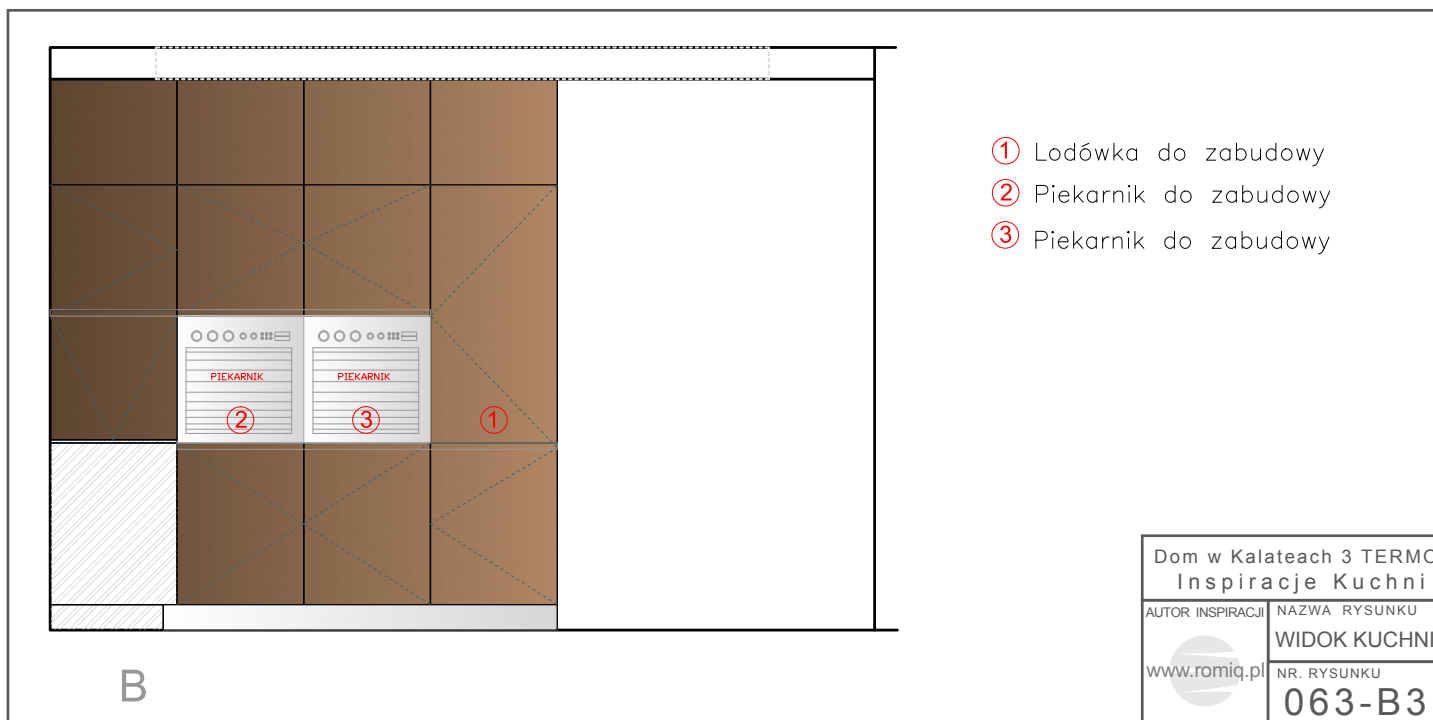 ① Lodówka do zabudowy
② Piekarnik do zabudowy
③ Piekarnik do zabudowy
PIEKARNIK
PIEKARNIK
②
③
①
B
Dom w Kalateach 3 TERMO
Inspiracje Kuchni
AUTOR INSPIRACJI
www.romiq.pl
NAZWA RYSUNKU
WIDOK KUCHNI
NR. RYSUNKU
063-B3